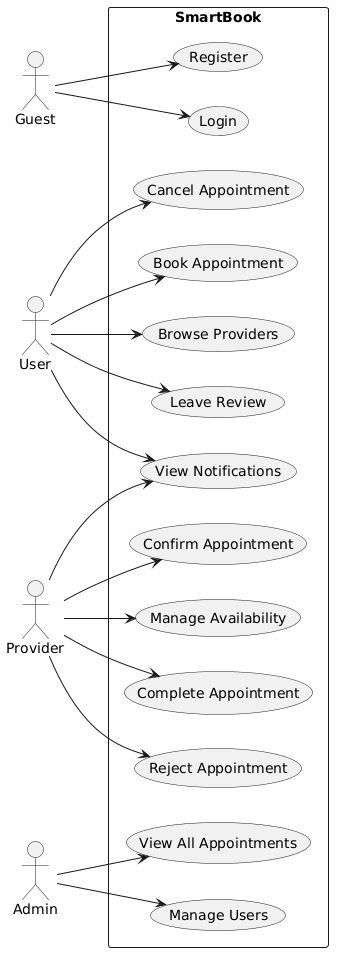 SmartBook
Register
Guest
Login
Cancel Appointment
Book Appointment
Browse Providers
User
Leave Review
View Notifications
Confirm Appointment
Manage Availability
Provider
Complete Appointment
Reject Appointment
View All Appointments
Admin
Manage Users